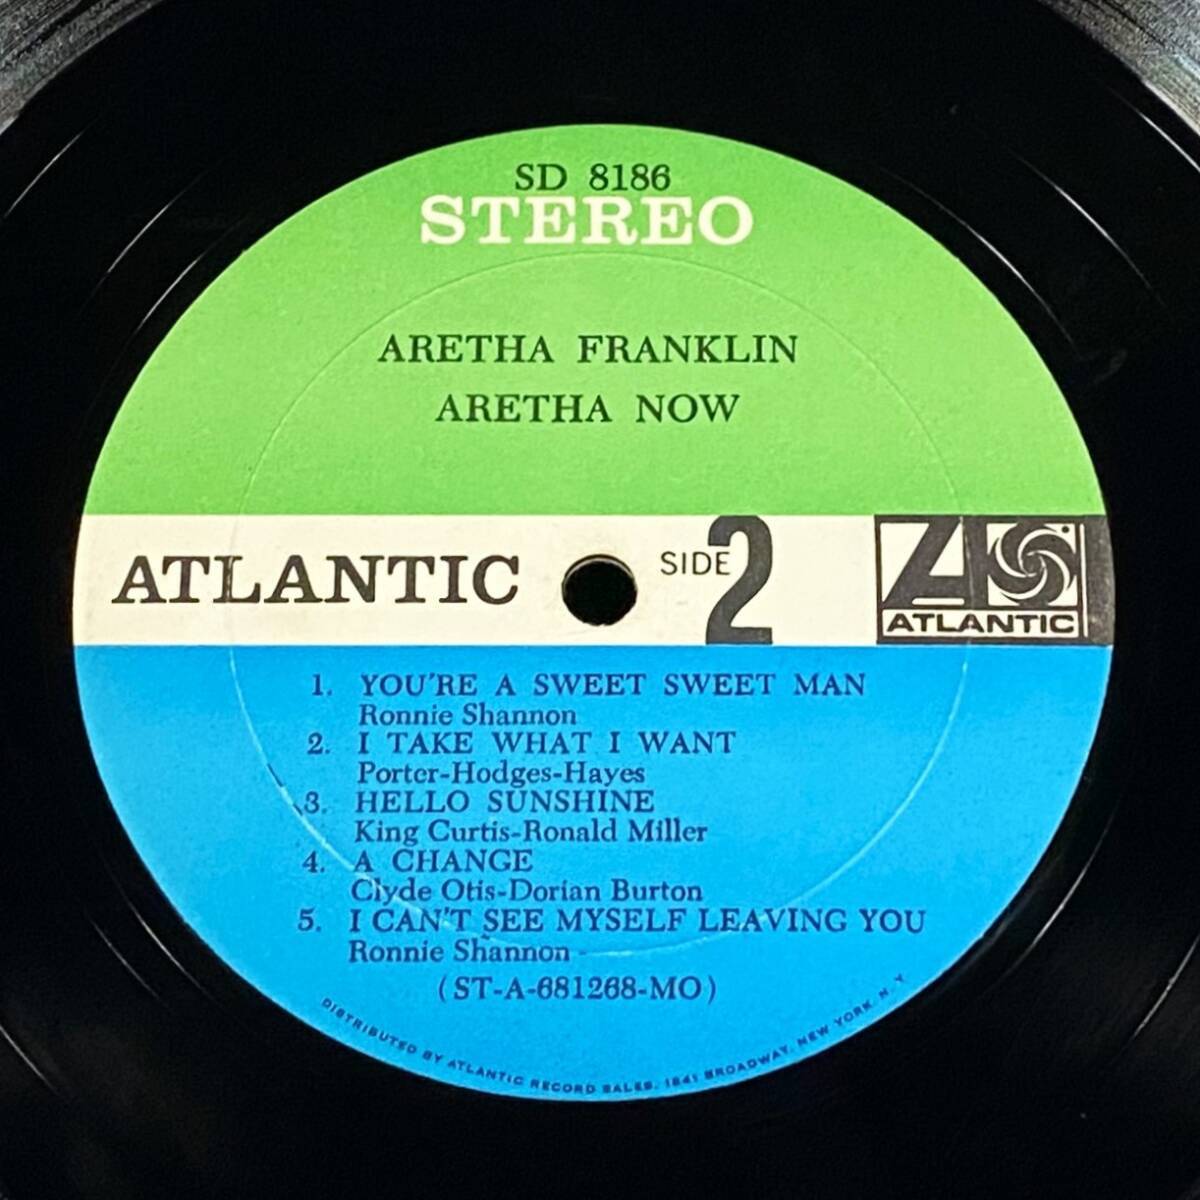 SD 8186
STEREO
ARETHA FRANKLIN
ARETHA NOW
ATLANTIC
SIDE 2
ATLANTIC
1. YOU'RE A SWEET SWEET MAN
Ronnie Shannon
2. I TAKE WHAT I WANT
Porter-Hodges-Hayes
3. HELLO SUNSHINE
King Curtis-Ronald Miller
4. A CHANGE
Clyde Otis-Dorian Burton
5. I CAN'T SEE MYSELF LEAVING YOU
Ronnie Shannon
(ST-A-681268-MO)
DISTRIBUTED BY ATLANTIC RECORD SALES, 1841 BROADWAY, NEW YORK, N.Y.